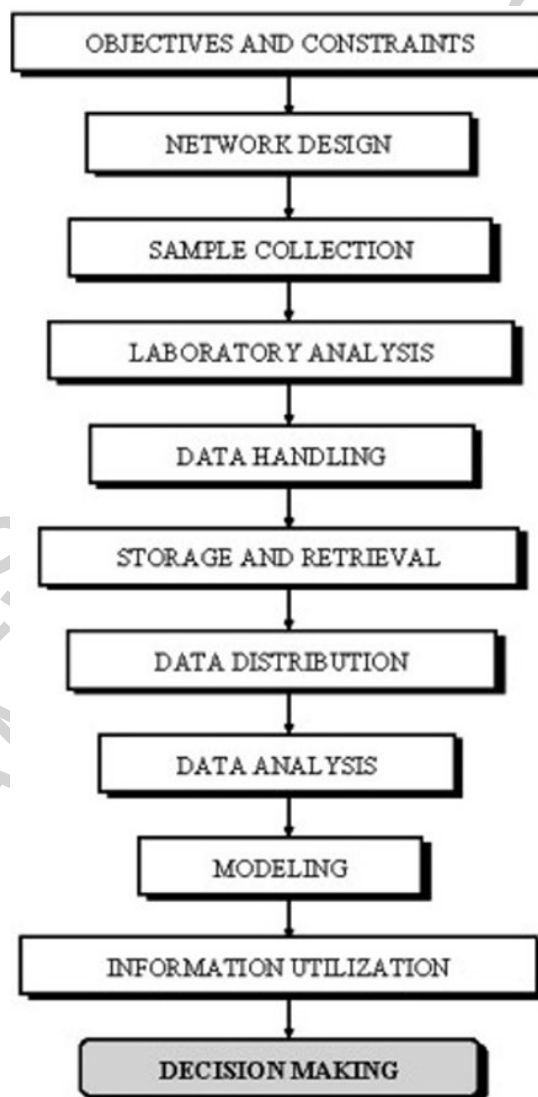 OBJECTIVES AND CONSTRAINTS
NETWORK DESIGN
SAMPLE COLLECTION
LABORATORY ANALYSIS
DATA HANDLING
STORAGE AND RETRIEVAL
DATA DISTRIBUTION
DATA ANALYSIS
MODELING
INFORMATION UTILIZATION
DECISION MAKING